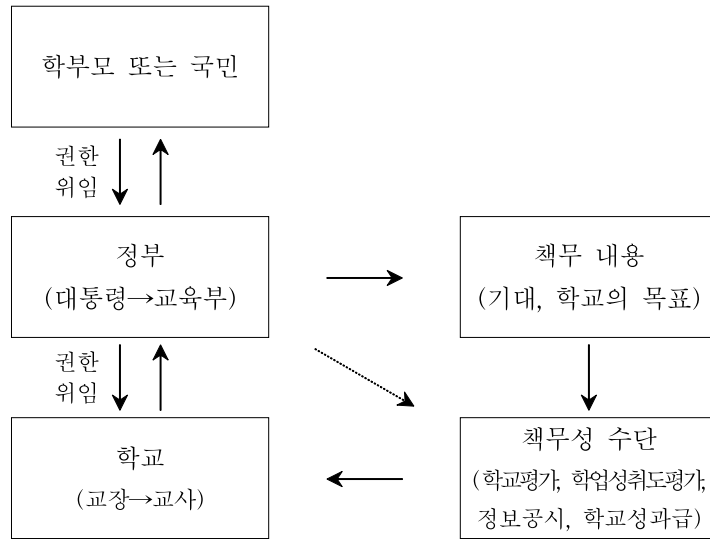 학부모 또는 국민
권한
위임
정부
(대통령→교육부)
책무 내용
(기대, 학교의 목표)
권한
위임
학교
(교장→교사)
책무성 수단
(학교평가, 학업성취도평가,
정보공시, 학교성과급)